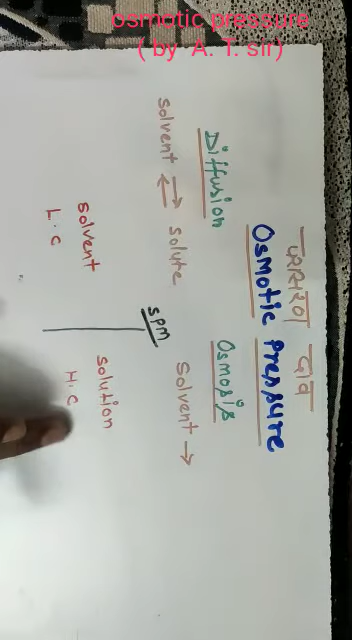 osmotic pressure
( by A. T. sir)
परासरण दाब
Osmotic Pressure
Diffusion
Osmosis
Solvent ⇌ Solute
Solvent →
SPM
Solvent
Solution
L.C
H.C